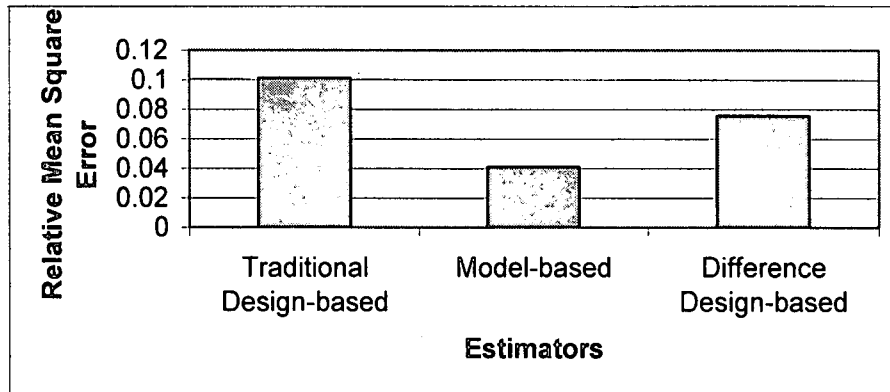 Relative Mean Square
Error
0.12
0.1
0.08
0.06
0.04
0.02
0
Traditional
Design-based
Model-based
Difference
Design-based
Estimators